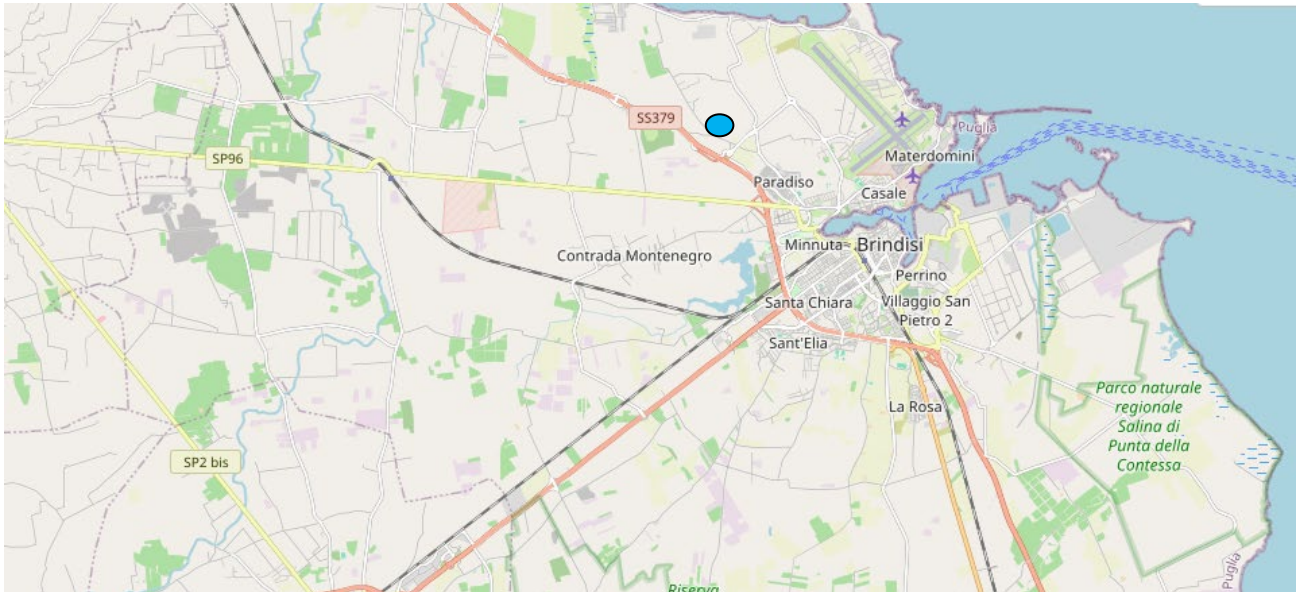 SS379
Puglia
Materdomini
SP96
Paradiso
Casale
Minnuta
Brindisi
Contrada Montenegro
Perrino
Santa Chiara
Villaggio San
Pietro 2
Sant'Elia
La Rosa
Parco naturale
regionale
Salina di
Punta della
Contessa
SP2 bis
Puglia
Riserva